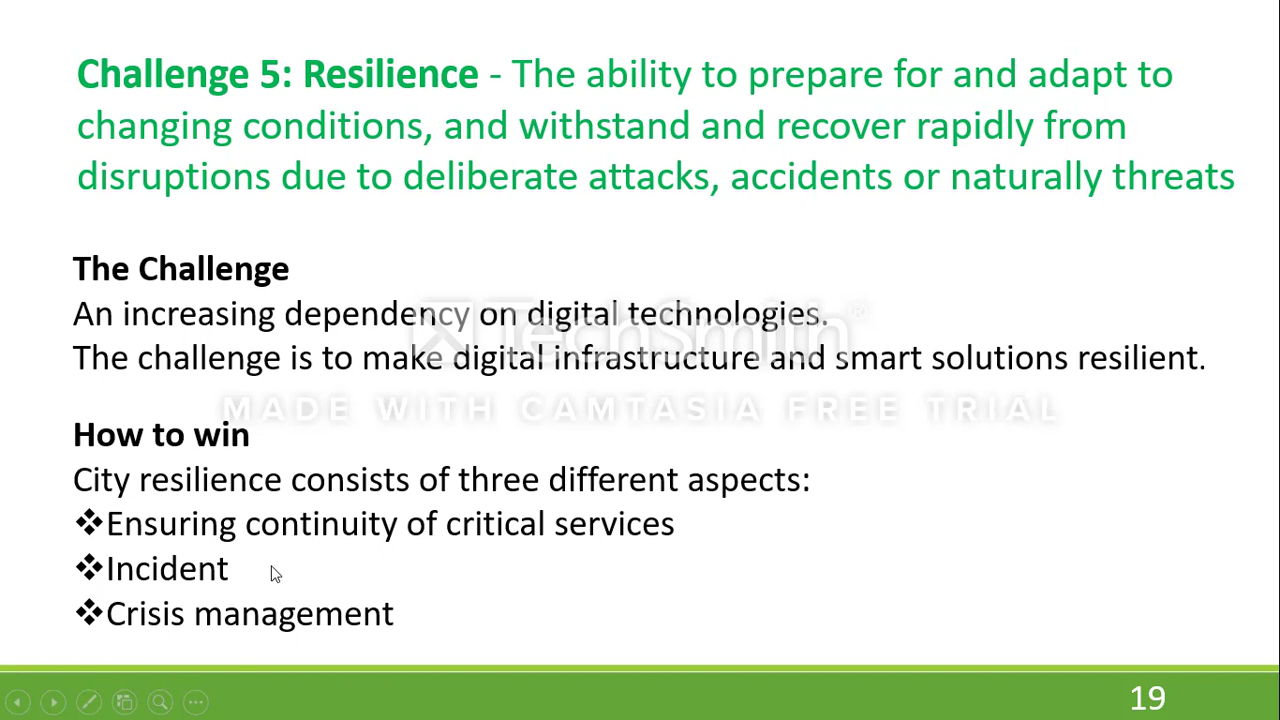 Challenge 5: Resilience - The ability to prepare for and adapt to
changing conditions, and withstand and recover rapidly from
disruptions due to deliberate attacks, accidents or naturally threats
The Challenge
An increasing dependency on digital technologies.
TechSmith®
The challenge is to make digital infrastructure and smart solutions resilient.
MADE WITH CAMTASIA FREE TRIAL
How to win
City resilience consists of three different aspects:
❖Ensuring continuity of critical services
❖Incident
❖Crisis management
19